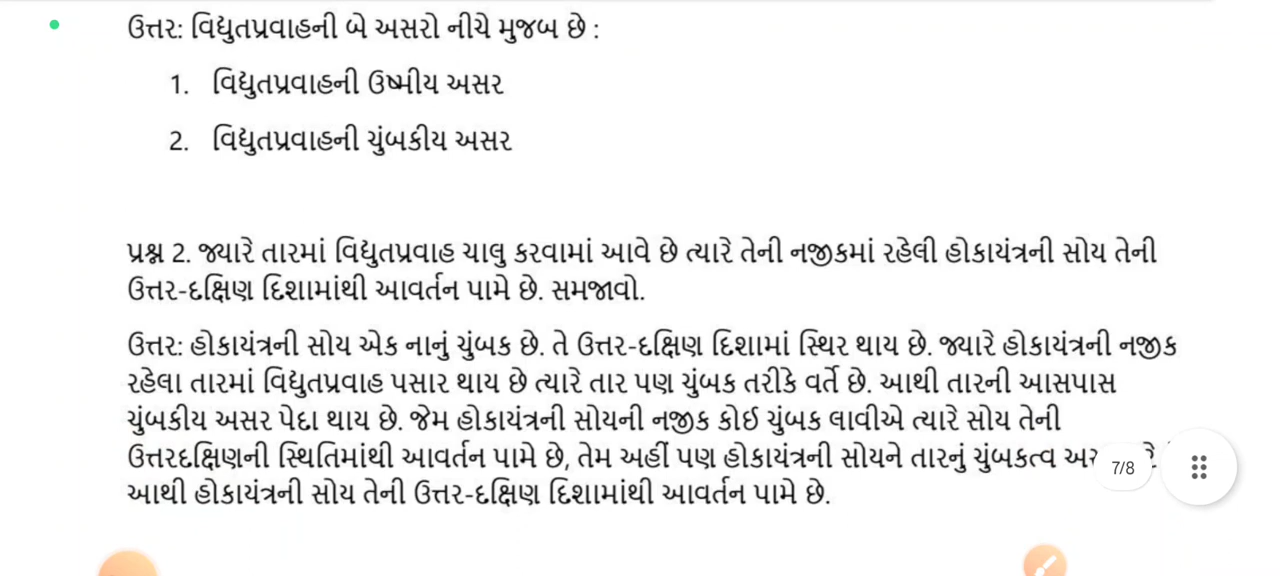 ઉત્તર: વિદ્યુતપ્રવાહની બે અસરો નીચે મુજબ છે :
1. વિદ્યુતપ્રવાહની ઉષ્મીય અસર
2. વિદ્યુતપ્રવાહની ચુંબકીય અસર
પ્રશ્ન 2. જ્યારે તારમાં વિદ્યુતપ્રવાહ ચાલુ કરવામાં આવે છે ત્યારે તેની નજીકમાં રહેલી હોકાયંત્રની સોય તેની
ઉત્તર-દક્ષિણ દિશામાંથી આવર્તન પામે છે. સમજાવો.
ઉત્તર: હોકાયંત્રની સોય એક નાનું ચુંબક છે. તે ઉત્તર-દક્ષિણ દિશામાં સ્થિર થાય છે. જ્યારે હોકાયંત્રની નજીક
રહેલા તારમાં વિદ્યુતપ્રવાહ પસાર થાય છે ત્યારે તાર પણ ચુંબક તરીકે વર્તે છે. આથી તારની આસપાસ
ચુંબકીય અસર પેદા થાય છે. જેમ હોકાયંત્રની સોયની નજીક કોઈ ચુંબક લાવીએ ત્યારે સોય તેની
ઉત્તરદક્ષિણની સ્થિતિમાંથી આવર્તન પામે છે, તેમ અહીં પણ હોકાયંત્રની સોયને તારનું ચુંબકત્વ
7/8
આથી હોકાયંત્રની સોય તેની ઉત્તર-દક્ષિણ દિશામાંથી આવર્તન પામે છે.